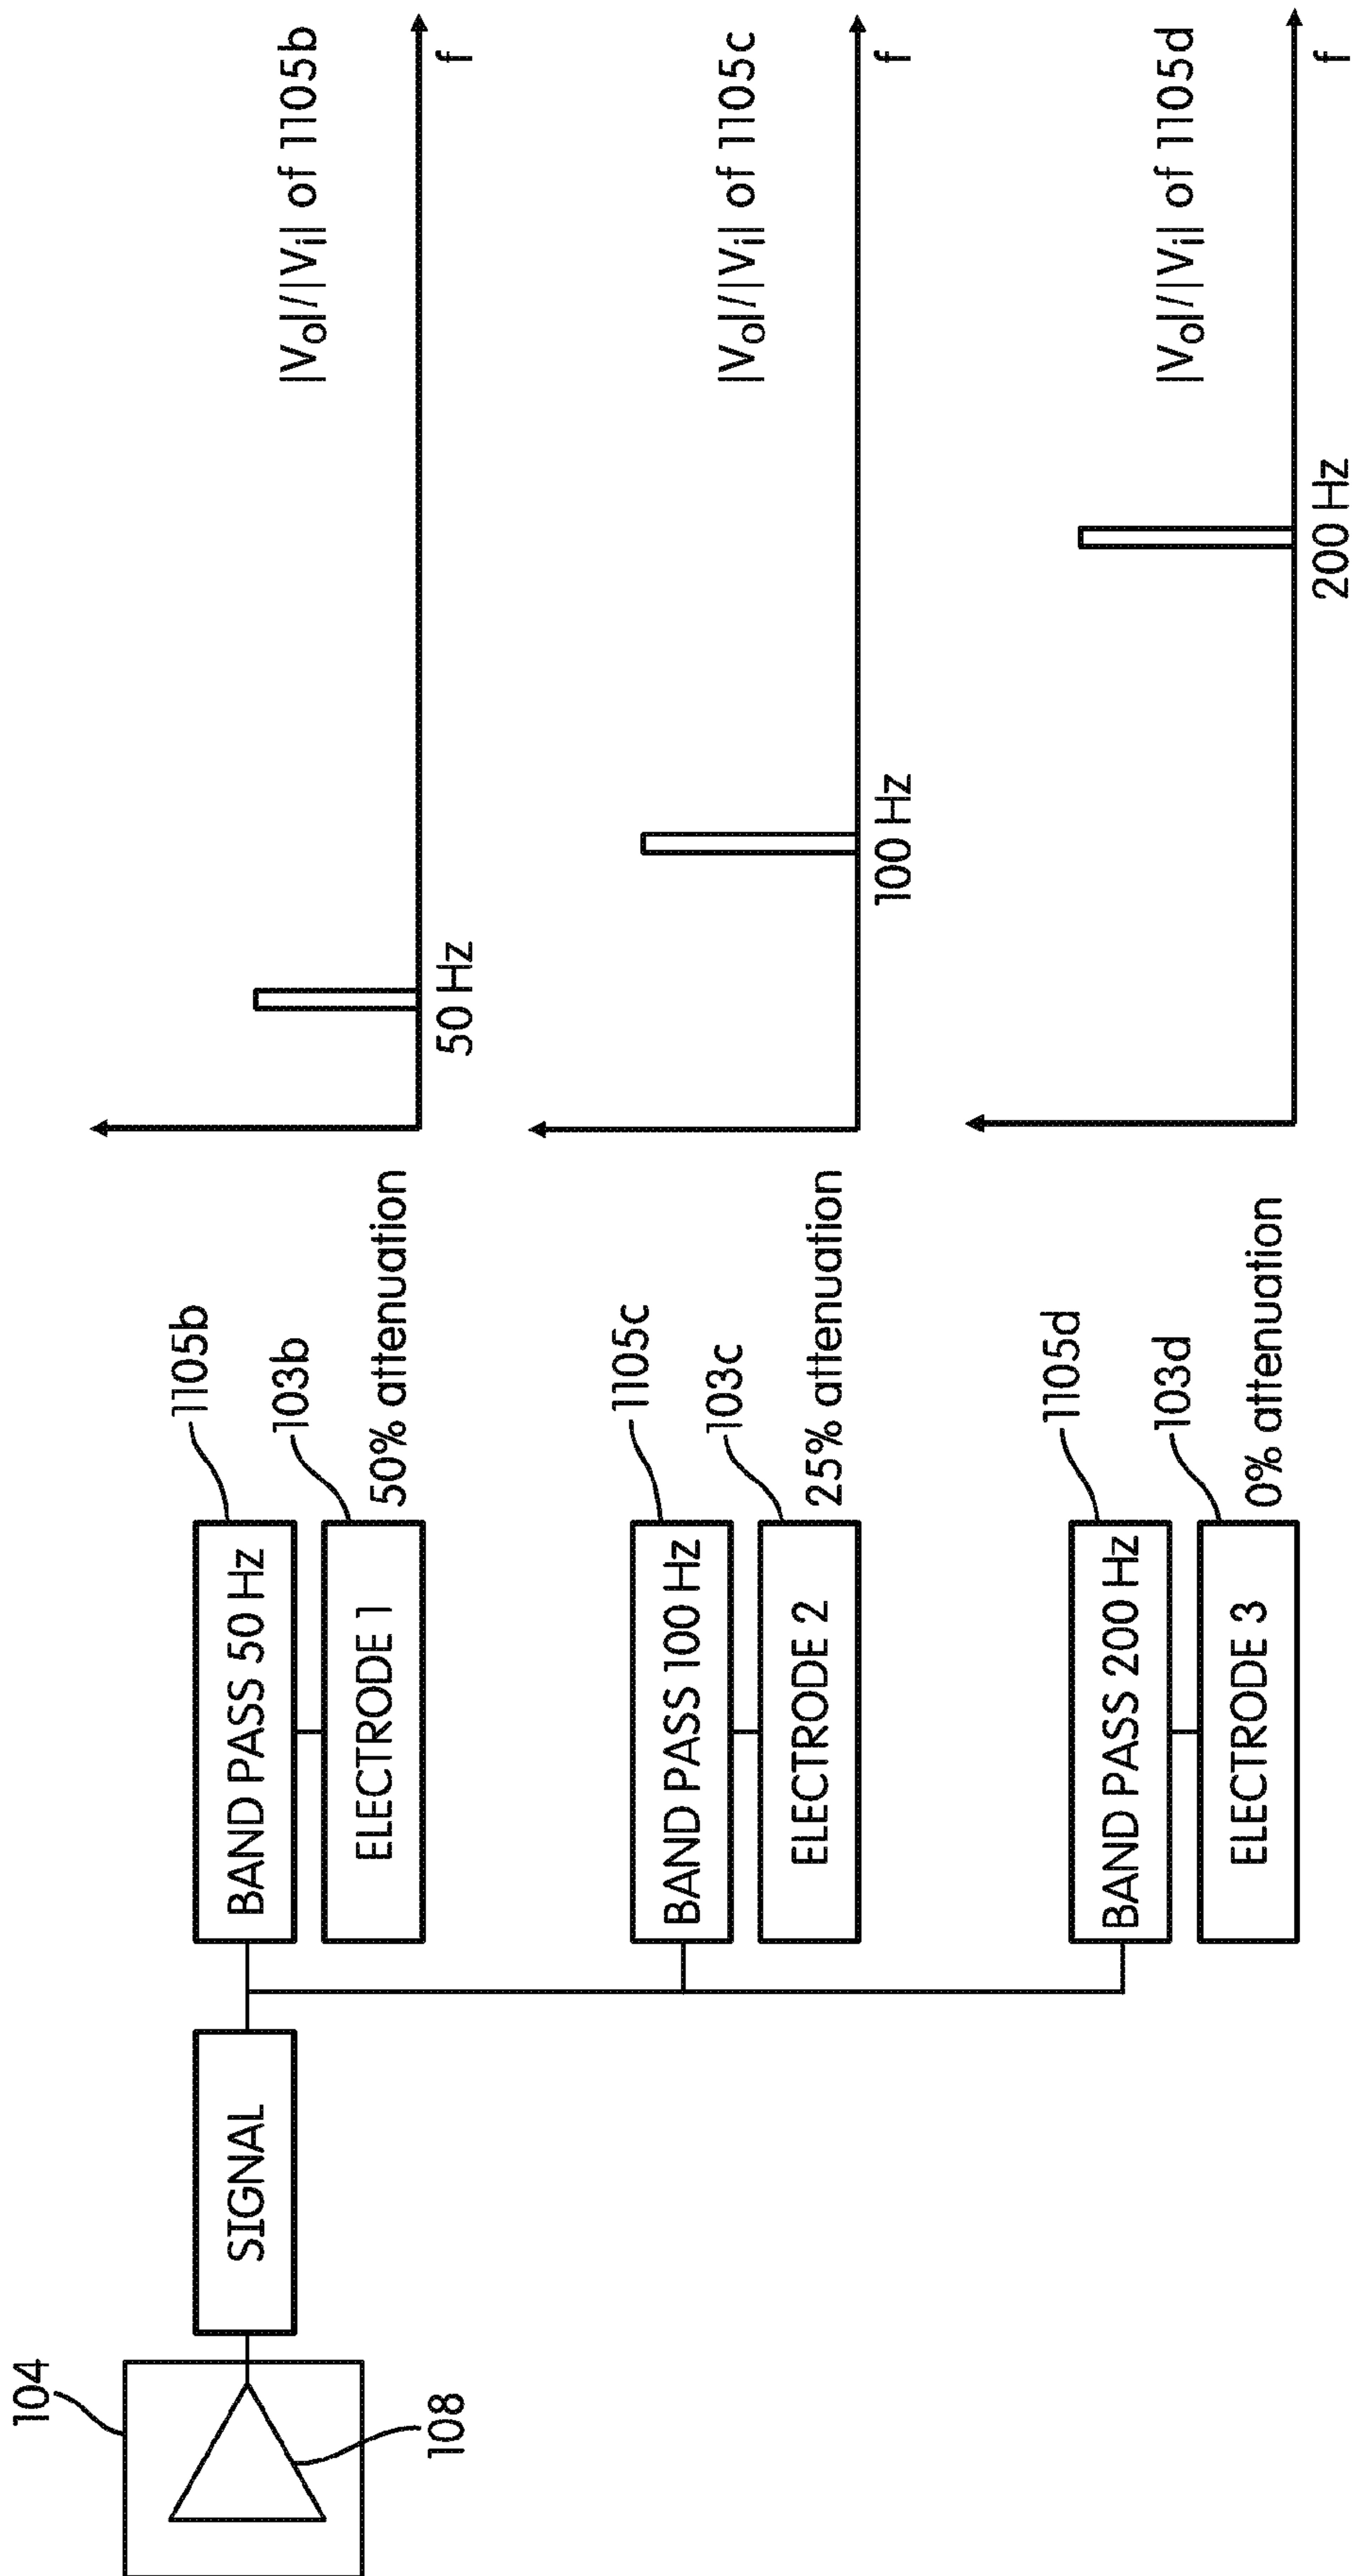 104
108
SIGNAL
BAND PASS 50 Hz
1105b
ELECTRODE 1
103b
50% attenuation
|Vo|/|Vi| of 1105b
50 Hz
f
BAND PASS 100 Hz
1105c
ELECTRODE 2
103c
25% attenuation
|Vo|/|Vi| of 1105c
100 Hz
f
BAND PASS 200 Hz
1105d
ELECTRODE 3
103d
0% attenuation
|Vo|/|Vi| of 1105d
200 Hz
f